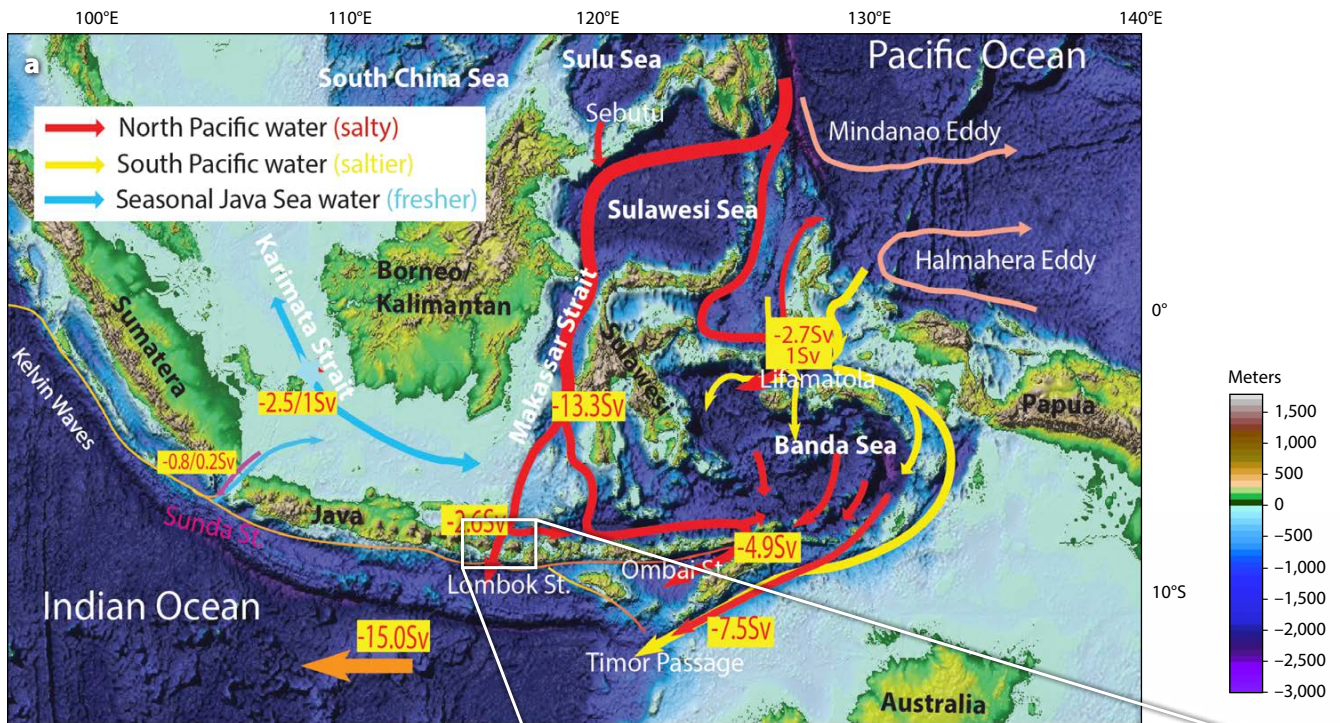 100°E
110°E
120°E
130°E
140°E
a
South China Sea
Sulu Sea
Pacific Ocean
North Pacific water (salty)
South Pacific water (saltier)
Seasonal Java Sea water (fresher)
Sebutu
Mindanao Eddy
Sulawesi Sea
Halmahera Eddy
Karimata Strait
Borneo/
Kalimantan
Makassar Strait
Sumatera
Kelvin Waves
Sulawesi
-2.7Sv
1Sv
Lifamatola
0°
-2.5/1Sv
-13.3Sv
Papua
Banda Sea
-0.8/0.2Sv
Sunda St.
Java
-2.6Sv
-4.9Sv
Ombai St.
Lombok St.
10°S
Indian Ocean
-15.0Sv
-7.5Sv
Timor Passage
Australia
Meters
1,500
1,000
500
0
−500
−1,000
−1,500
−2,000
−2,500
−3,000